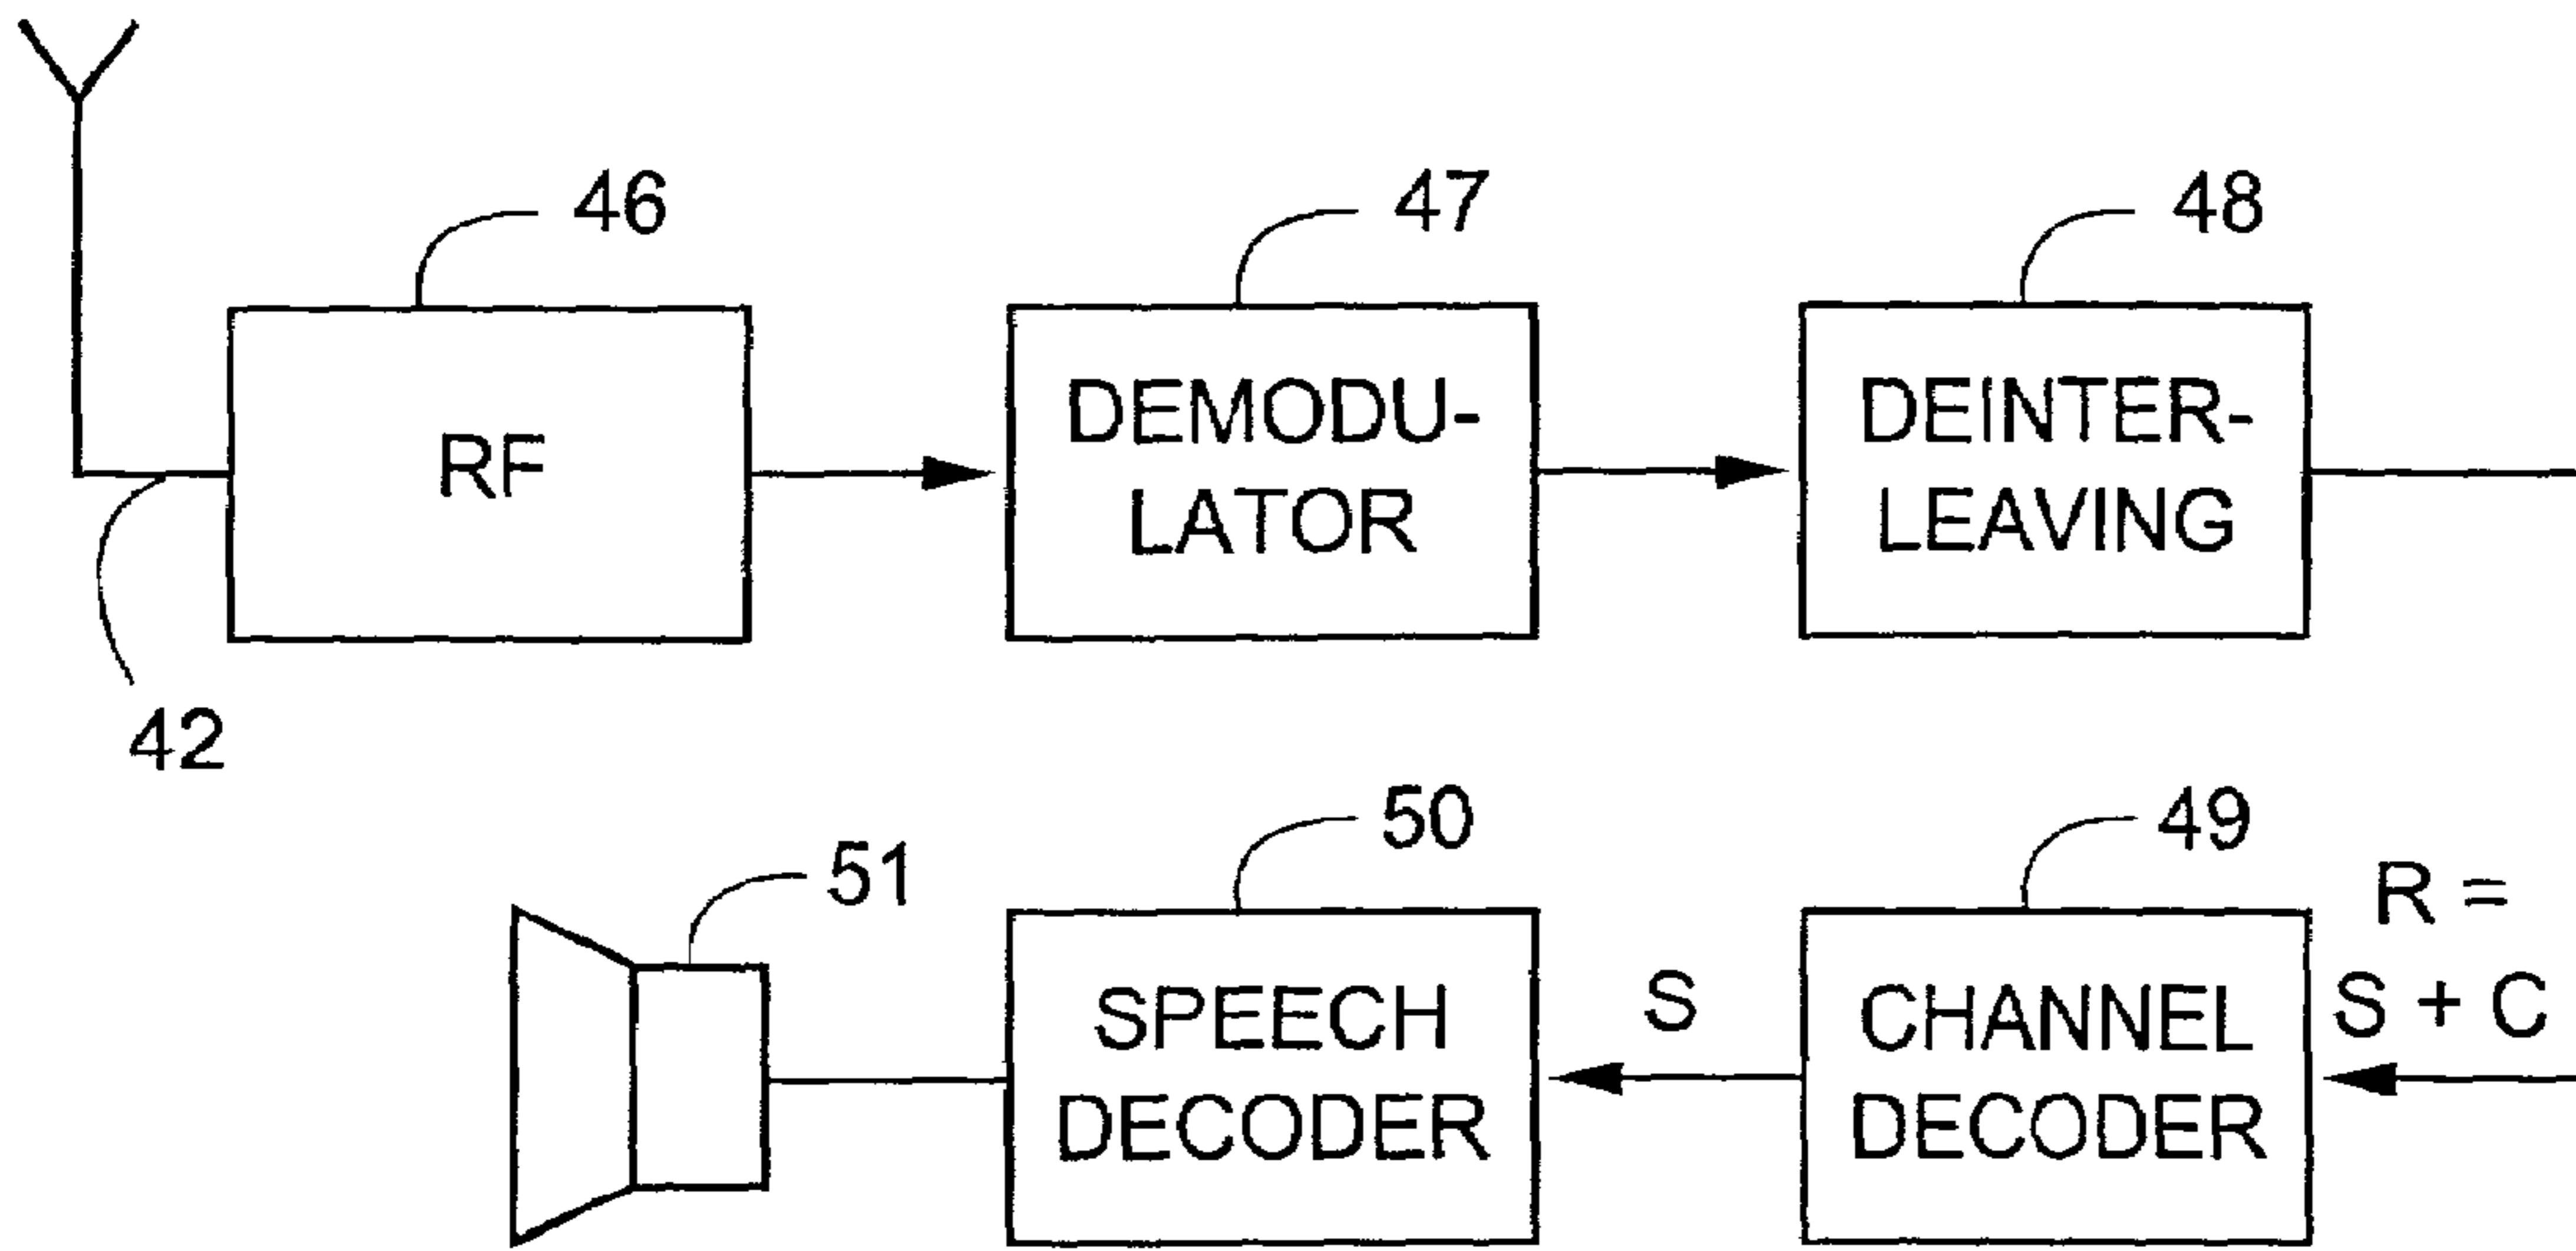 46
47
48
RF
DEMODU-
LATOR
DEINTER-
LEAVING
42
51
50
49
R =
S + C
S
SPEECH
DECODER
CHANNEL
DECODER